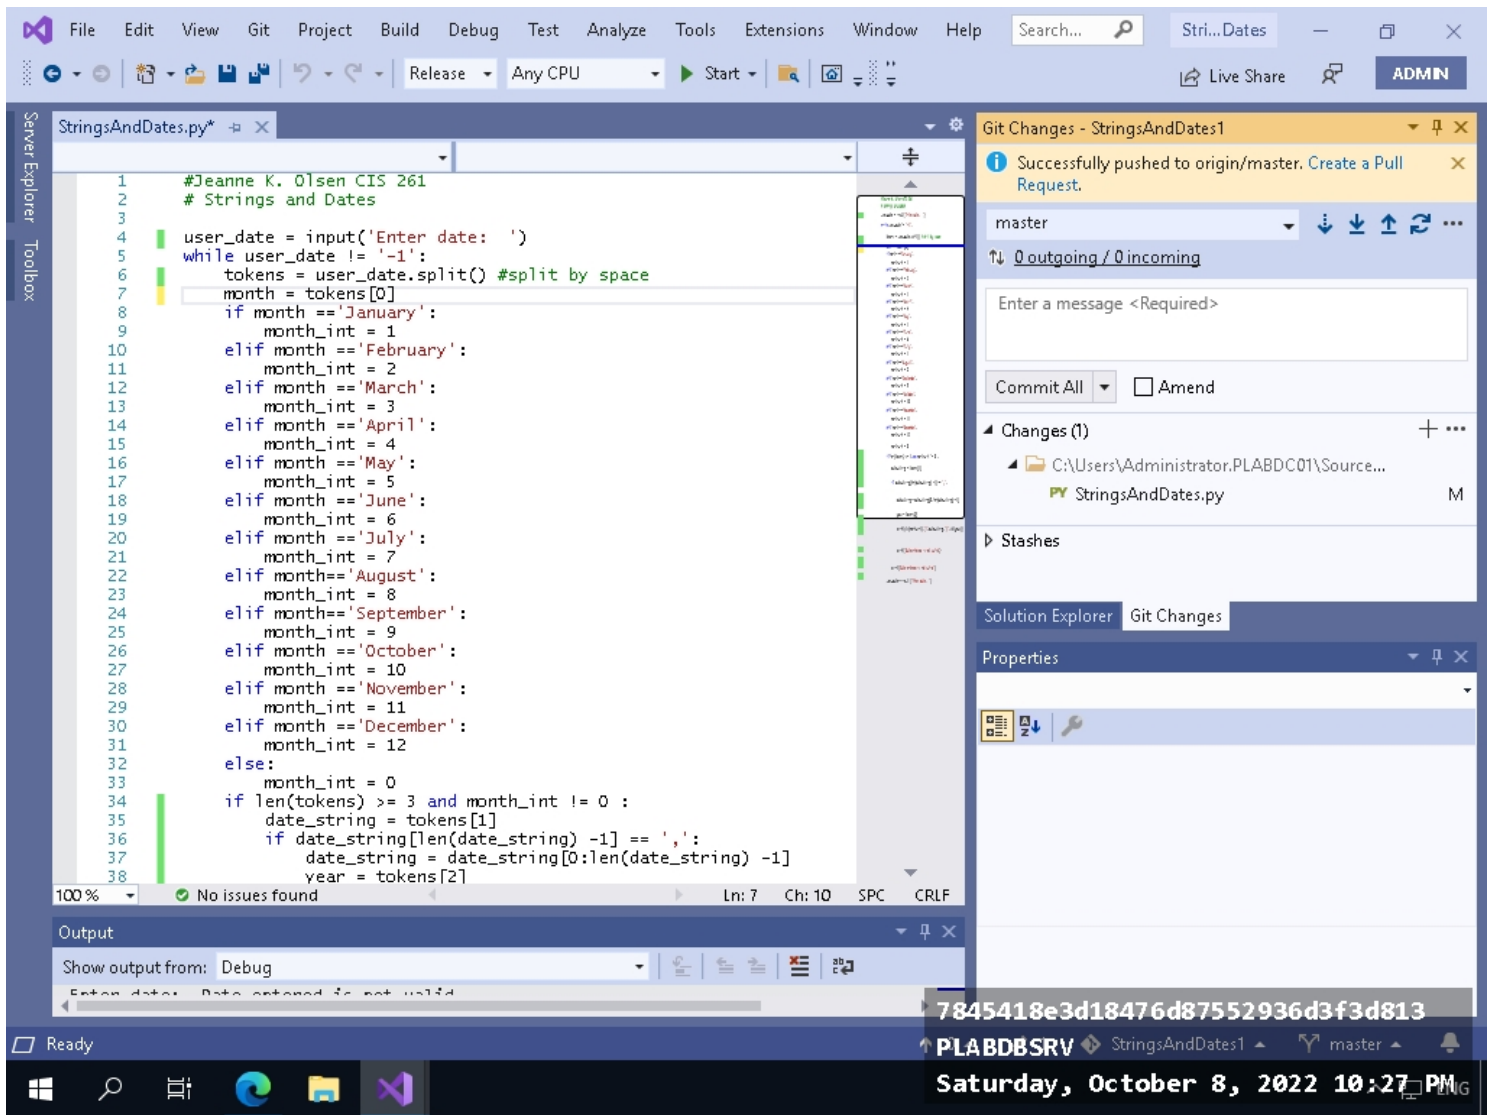 File Edit View Git Project Build Debug Test Analyze Tools Extensions Window Help Search... Stri...Dates
Release Any CPU Start Live Share ADMIN
Server Explorer
Toolbox
StringsAndDates.py*
1 #Jeanne K. Olsen CIS 261
2 # Strings and Dates
3
4 user_date = input('Enter date:  ')
5 while user_date != '-1':
6 tokens = user_date.split() #split by space
7 month = tokens[0]
8 if month =='January':
9 month_int = 1
10 elif month =='February':
11 month_int = 2
12 elif month =='March':
13 month_int = 3
14 elif month =='April':
15 month_int = 4
16 elif month =='May':
17 month_int = 5
18 elif month =='June':
19 month_int = 6
20 elif month =='July':
21 month_int = 7
22 elif month=='August':
23 month_int = 8
24 elif month=='September':
25 month_int = 9
26 elif month =='October':
27 month_int = 10
28 elif month =='November':
29 month_int = 11
30 elif month =='December':
31 month_int = 12
32 else:
33 month_int = 0
34 if len(tokens) >= 3 and month_int != 0 :
35 date_string = tokens[1]
36 if date_string[len(date_string) -1] == ',':
37 date_string = date_string[0:len(date_string) -1]
38 year = tokens[2]
100 % No issues found Ln: 7 Ch: 10 SPC CRLF
Output
Show output from: Debug
Enter date: Date entered is not valid
Git Changes - StringsAndDates1
Successfully pushed to origin/master. Create a Pull
Request.
master
0 outgoing / 0 incoming
Enter a message <Required>
Commit All Amend
Changes (1)
C:\Users\Administrator.PLABDC01\Source...
PY StringsAndDates.py M
Stashes
Solution Explorer Git Changes
Properties
7845418e3d18476d87552936d3f3d813
Ready PLABDBSRV StringsAndDates1 master
Saturday, October 8, 2022 10:27 PM